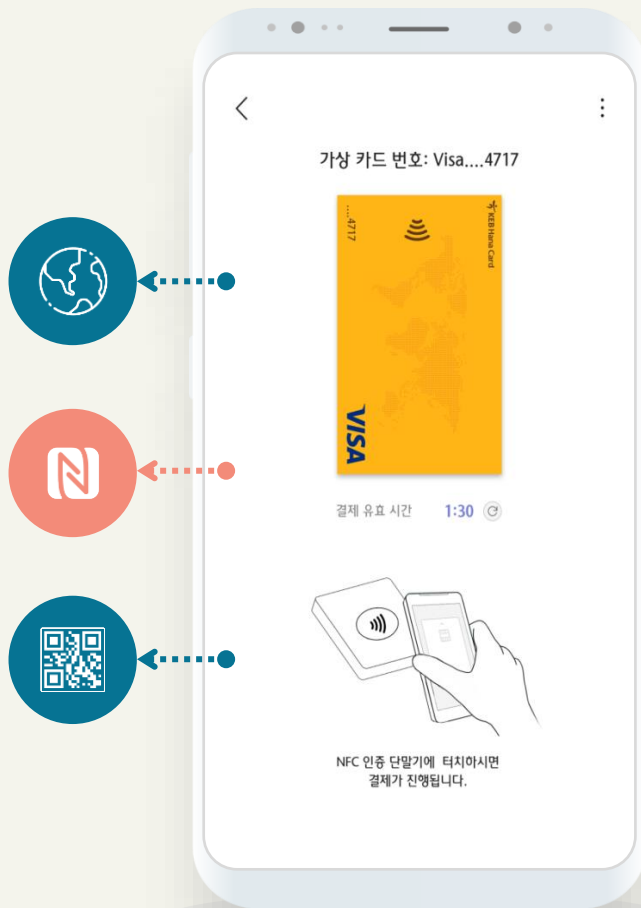 가상 카드 번호: Visa....4717
....4717
KEB Hana Card
VISA
결제 유효 시간 1:30
NFC 인증 단말기에 터치하시면
결제가 진행됩니다.